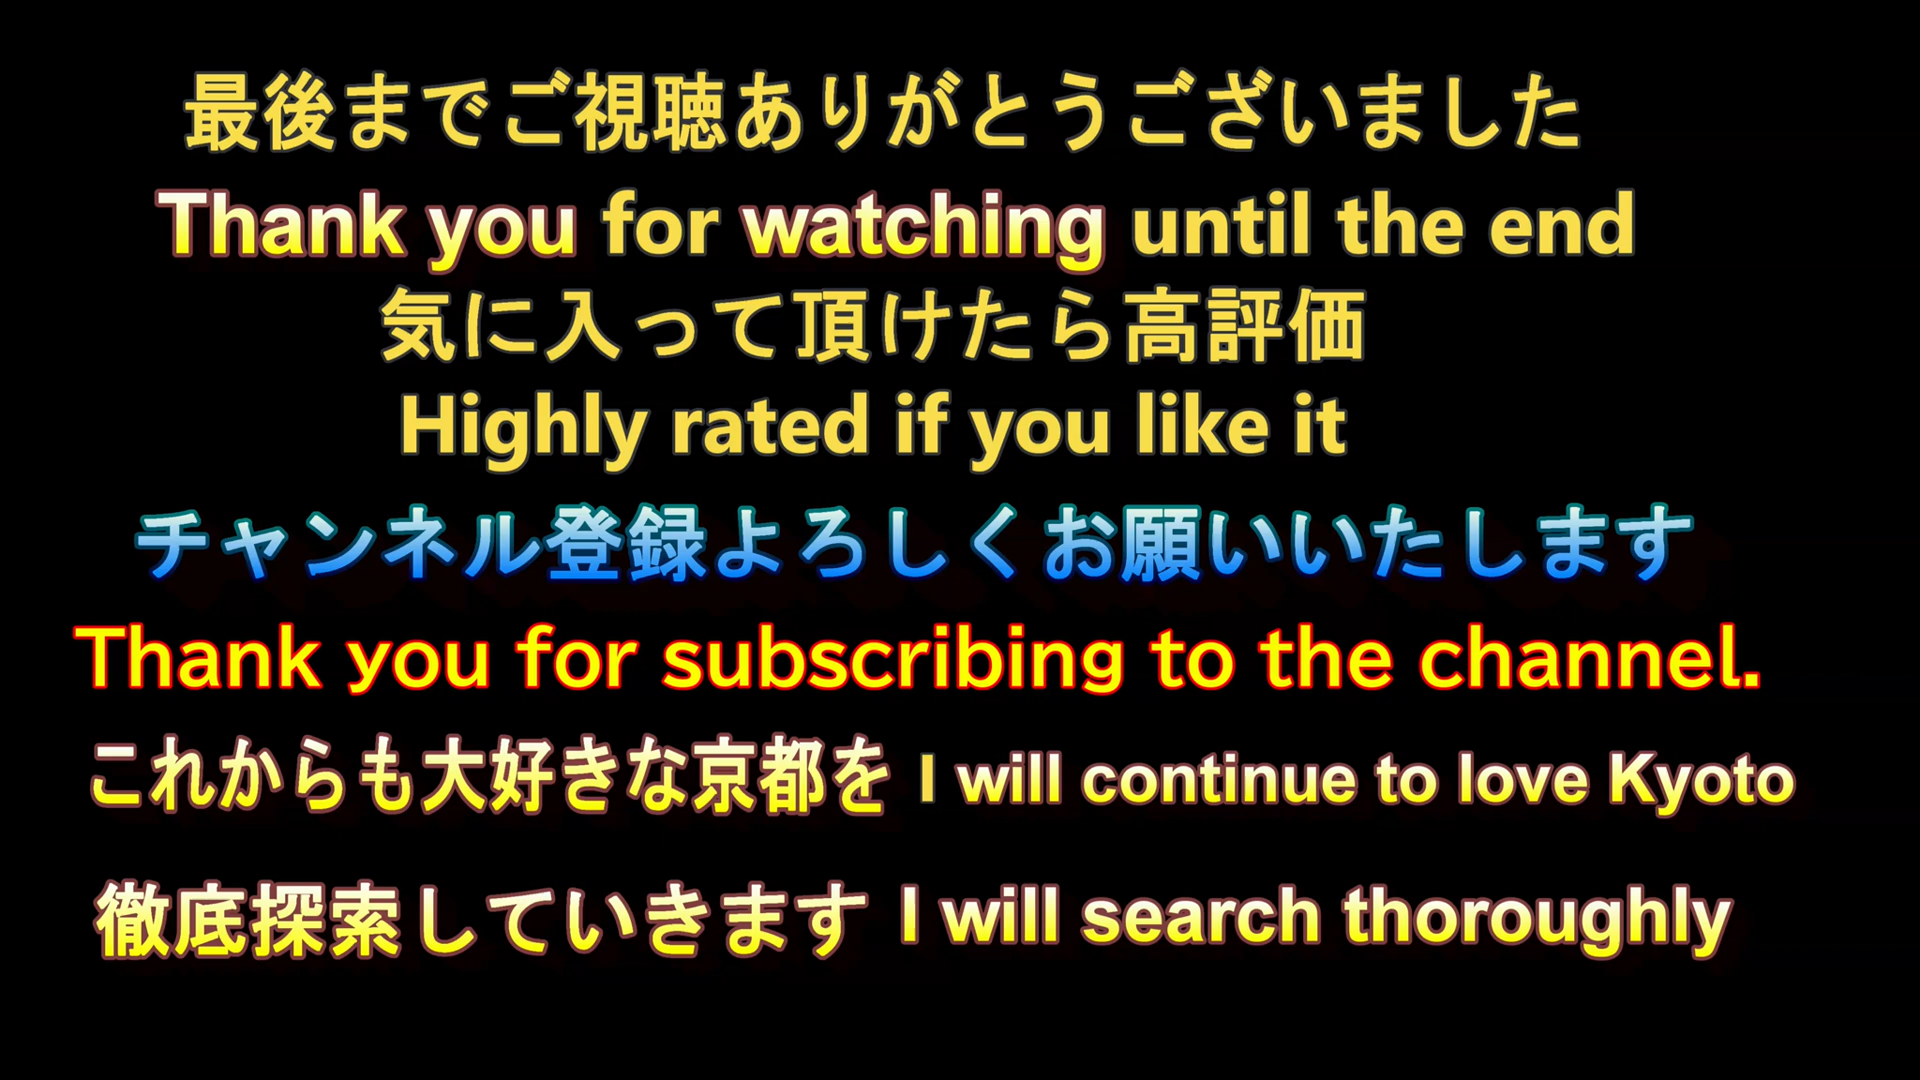 最後までご視聴ありがとうございました
Thank you for watching until the end
気に入って頂けたら高評価
Highly rated if you like it
チャンネル登録よろしくお願いいたします
Thank you for subscribing to the channel.
これからも大好きな京都を I will continue to love Kyoto
徹底探索していきます I will search thoroughly